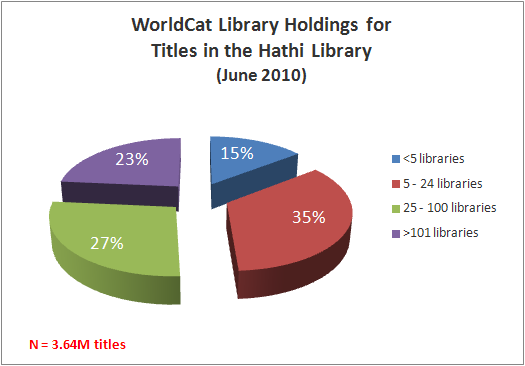 WorldCat Library Holdings for
Titles in the Hathi Library
(June 2010)
23%
15%
35%
27%
<5 libraries
5 - 24 libraries
25 - 100 libraries
>101 libraries
N = 3.64M titles